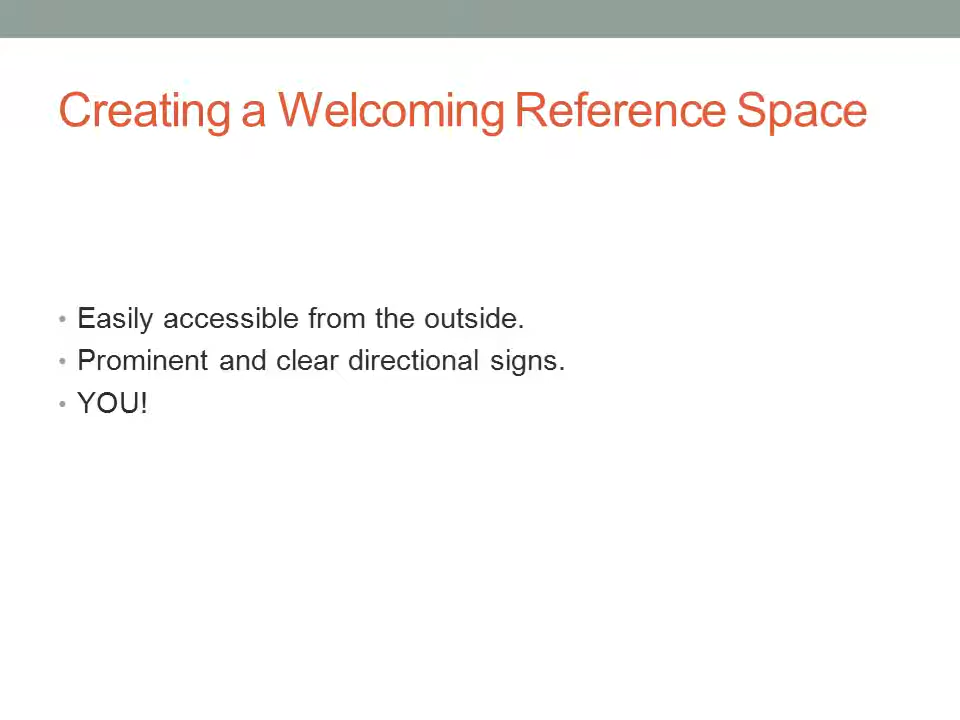 Creating a Welcoming Reference Space
• Easily accessible from the outside.
• Prominent and clear directional signs.
• YOU!